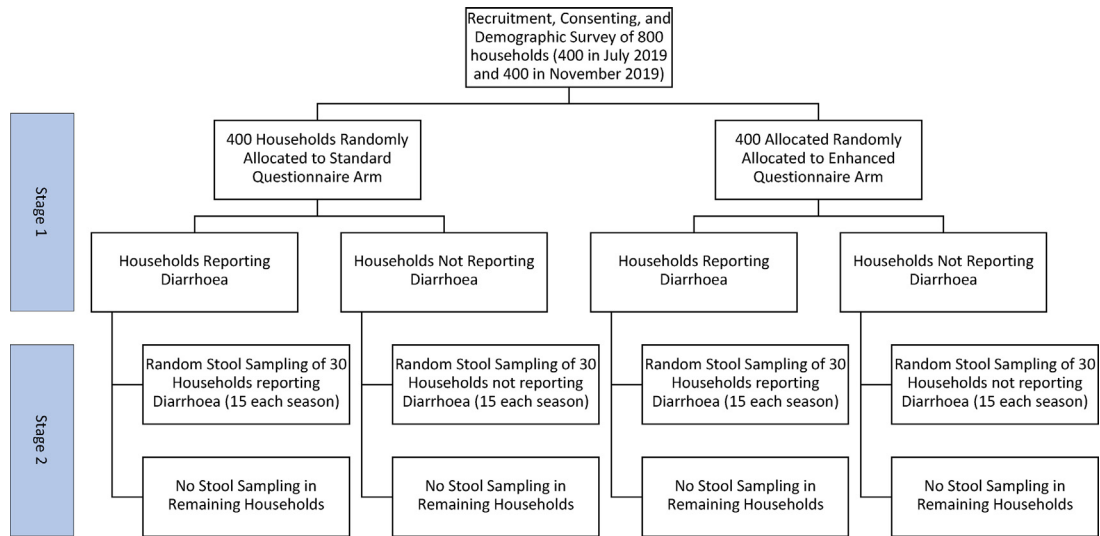 Recruitment, Consenting, and
Demographic Survey of 800
households (400 in July 2019
and 400 in November 2019)
Stage 1
400 Households Randomly
Allocated to Standard
Questionnaire Arm
400 Allocated Randomly
Allocated to Enhanced
Questionnaire Arm
Households Reporting
Diarrhoea
Households Not Reporting
Diarrhoea
Households Reporting
Diarrhoea
Households Not Reporting
Diarrhoea
Stage 2
Random Stool Sampling of 30
Households reporting
Diarrhoea (15 each season)
Random Stool Sampling of 30
Households not reporting
Diarrhoea (15 each season)
Random Stool Sampling of 30
Households reporting
Diarrhoea (15 each season)
Random Stool Sampling of 30
Households not reporting
Diarrhoea (15 each season)
No Stool Sampling in
Remaining Households
No Stool Sampling in
Remaining Households
No Stool Sampling in
Remaining Households
No Stool Sampling in
Remaining Households